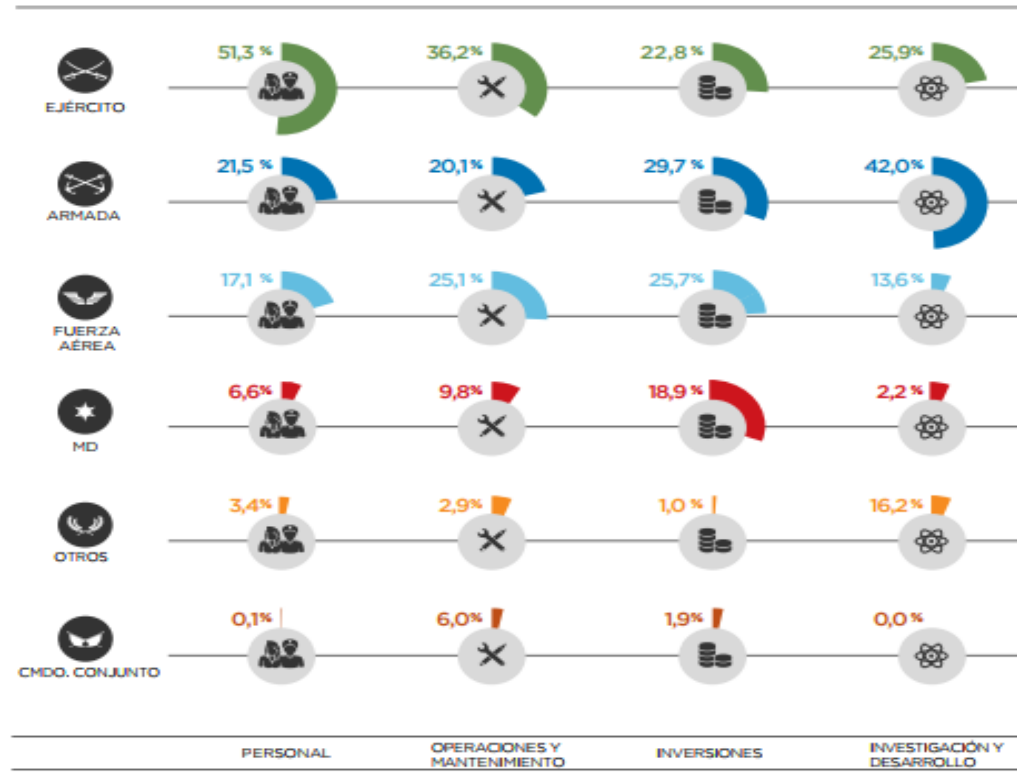 51,3 % 36,2% 22,8 % 25,9%
EJÉRCITO
21,5 % 20,1% 29,7 % 42,0%
ARMADA
17,1 % 25,1% 25,7% 13,6%
FUERZA
AÉREA
6,6% 9,8% 18,9 % 2,2 %
MD
3,4% 2,9% 1,0 % 16,2 %
OTROS
0,1% 6,0% 1,9% 0,0 %
CMDO. CONJUNTO
PERSONAL OPERACIONES Y INVERSIONES INVESTIGACIÓN Y
MANTENIMIENTO DESARROLLO